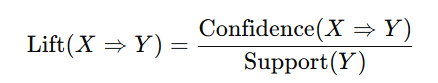 Lift(X ⇒ Y) = Confidence(X ⇒ Y) / Support(Y)